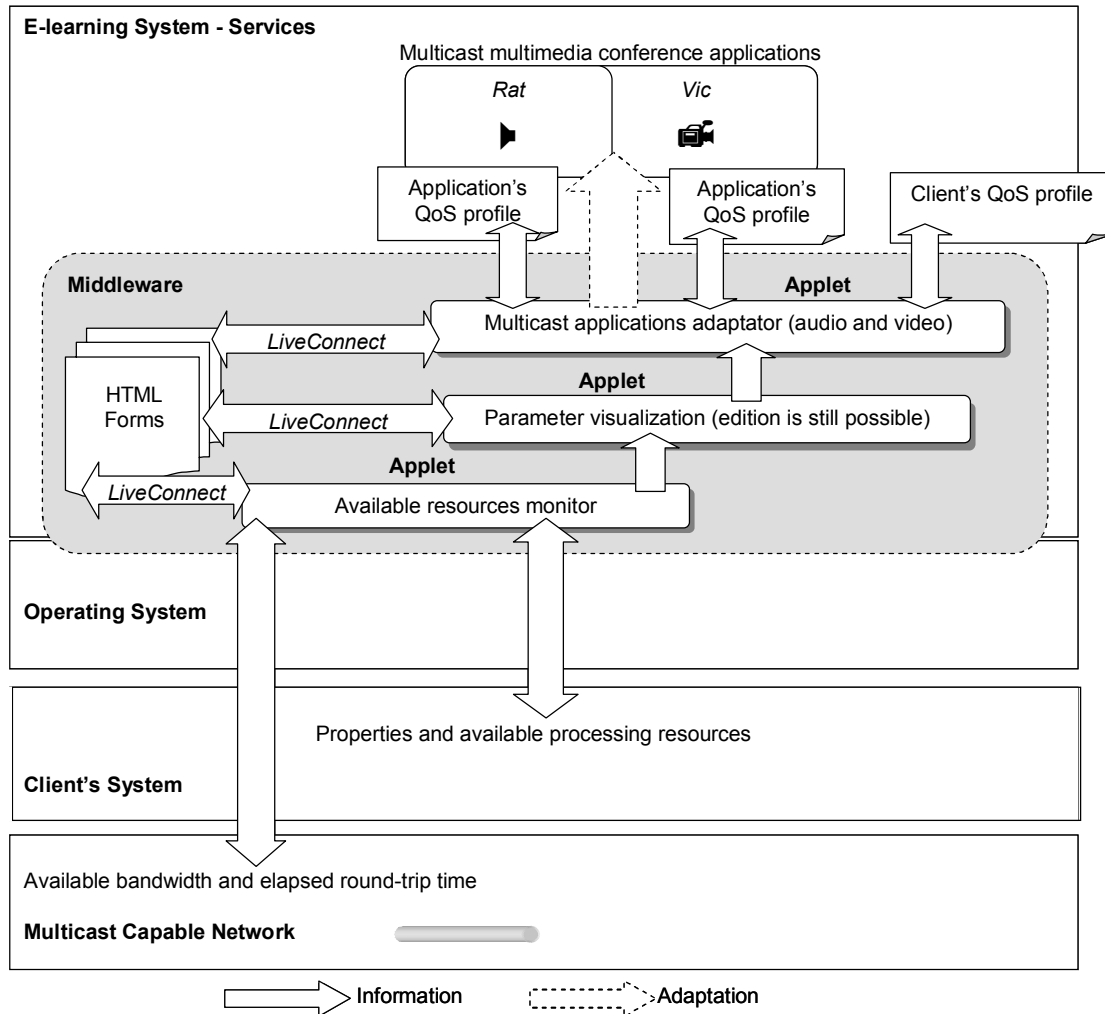 E-learning System - Services
Multicast multimedia conference applications
Rat
Vic
Application's
QoS profile
Application's
QoS profile
Client's QoS profile
Middleware
Applet
LiveConnect
Multicast applications adaptator (audio and video)
HTML
Forms
Applet
LiveConnect
Parameter visualization (edition is still possible)
Applet
LiveConnect
Available resources monitor
Operating System
Properties and available processing resources
Client's System
Available bandwidth and elapsed round-trip time
Multicast Capable Network
Information
Adaptation